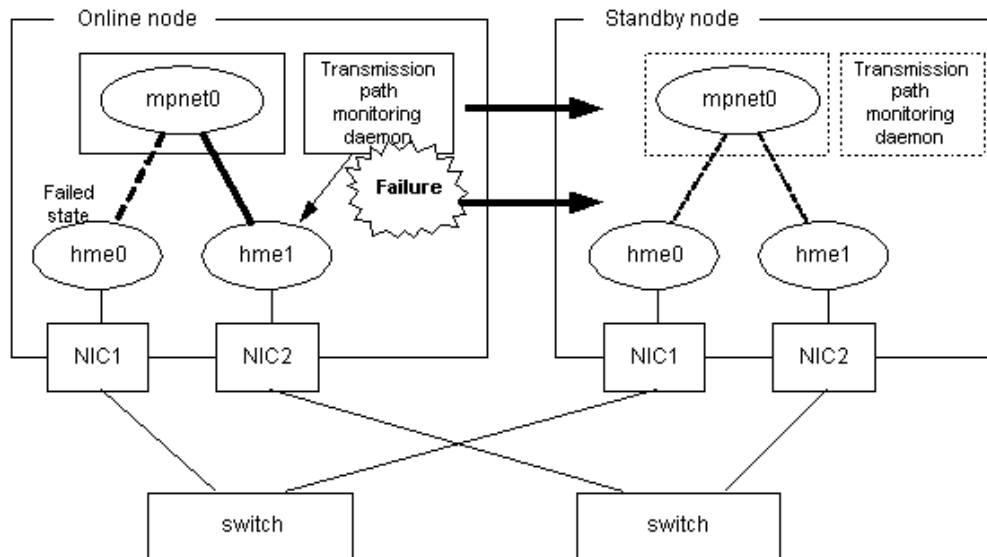 Online node
Standby node
mpnet0
Transmission
path
monitoring
daemon
mpnet0
Transmission
path
monitoring
daemon
Failed
state
Failure
hme0
hme1
hme0
hme1
NIC1
NIC2
NIC1
NIC2
switch
switch